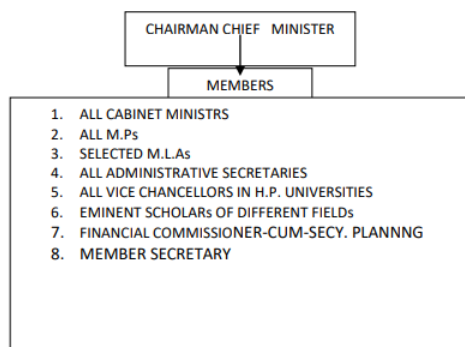 CHAIRMAN CHIEF MINISTER
MEMBERS
1. ALL CABINET MINISTRS
2. ALL M.Ps
3. SELECTED M.L.As
4. ALL ADMINISTRATIVE SECRETARIES
5. ALL VICE CHANCELLORS IN H.P. UNIVERSITIES
6. EMINENT SCHOLARs OF DIFFERENT FIELDs
7. FINANCIAL COMMISSIONER-CUM-SECY. PLANNNG
8. MEMBER SECRETARY